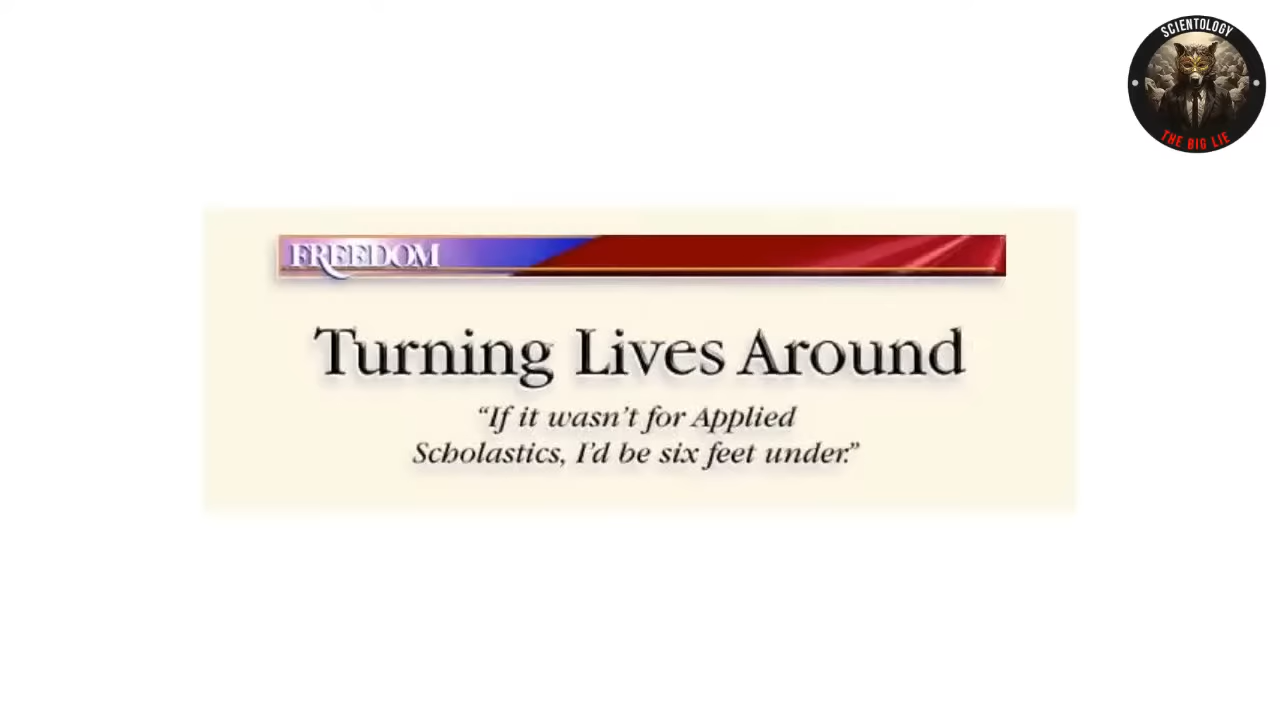 SCIENTOLOGY
THE BIG LIE
FREEDOM
Turning Lives Around
“If it wasn’t for Applied
Scholastics, I’d be six feet under.”